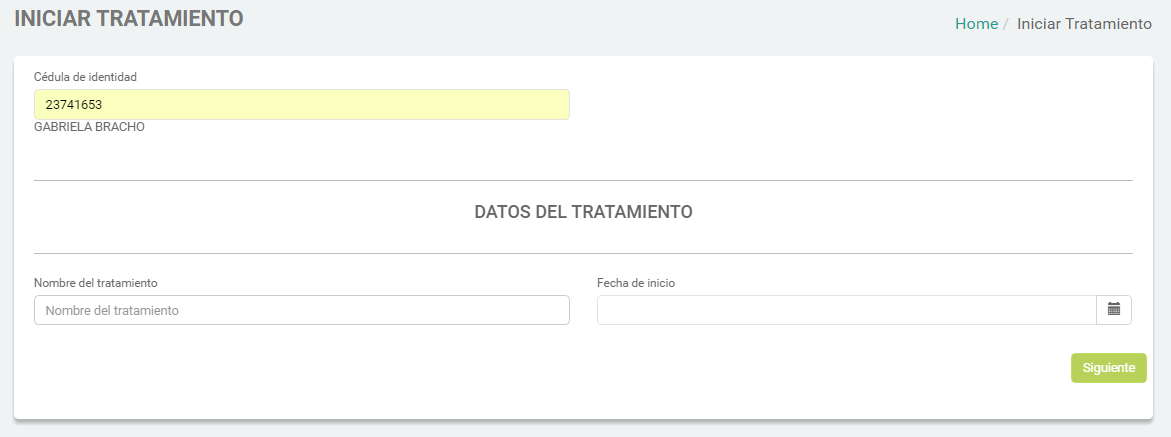 INICIAR TRATAMIENTO
Home / Iniciar Tratamiento
Cédula de identidad
23741653
GABRIELA BRACHO
DATOS DEL TRATAMIENTO
Nombre del tratamiento
Fecha de inicio
Nombre del tratamiento
Siguiente